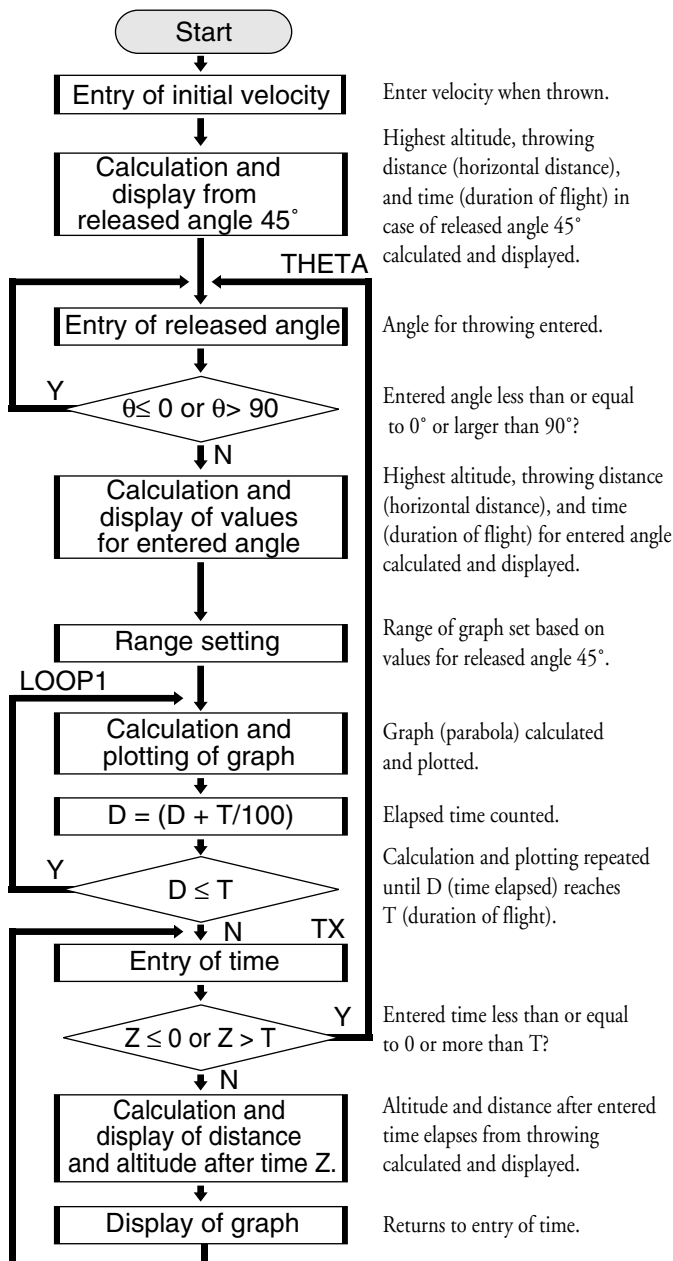 Start
Entry of initial velocity
Enter velocity when thrown.
Calculation and
display from
released angle 45°
Highest altitude, throwing
distance (horizontal distance),
and time (duration of flight) in
case of released angle 45°
calculated and displayed.
THETA
Entry of released angle
Angle for throwing entered.
Y
θ≤ 0 or θ> 90
Entered angle less than or equal
to 0° or larger than 90°?
N
Calculation and
display of values
for entered angle
Highest altitude, throwing distance
(horizontal distance), and time
(duration of flight) for entered angle
calculated and displayed.
Range setting
Range of graph set based on
values for released angle 45°.
LOOP1
Calculation and
plotting of graph
Graph (parabola) calculated
and plotted.
D = (D + T/100)
Elapsed time counted.
Y
D ≤ T
Calculation and plotting repeated
until D (time elapsed) reaches
T (duration of flight).
N
TX
Entry of time
Z ≤ 0 or Z > T
Y
Entered time less than or equal
to 0 or more than T?
N
Calculation and
display of distance
and altitude after time Z.
Altitude and distance after entered
time elapses from throwing
calculated and displayed.
Display of graph
Returns to entry of time.